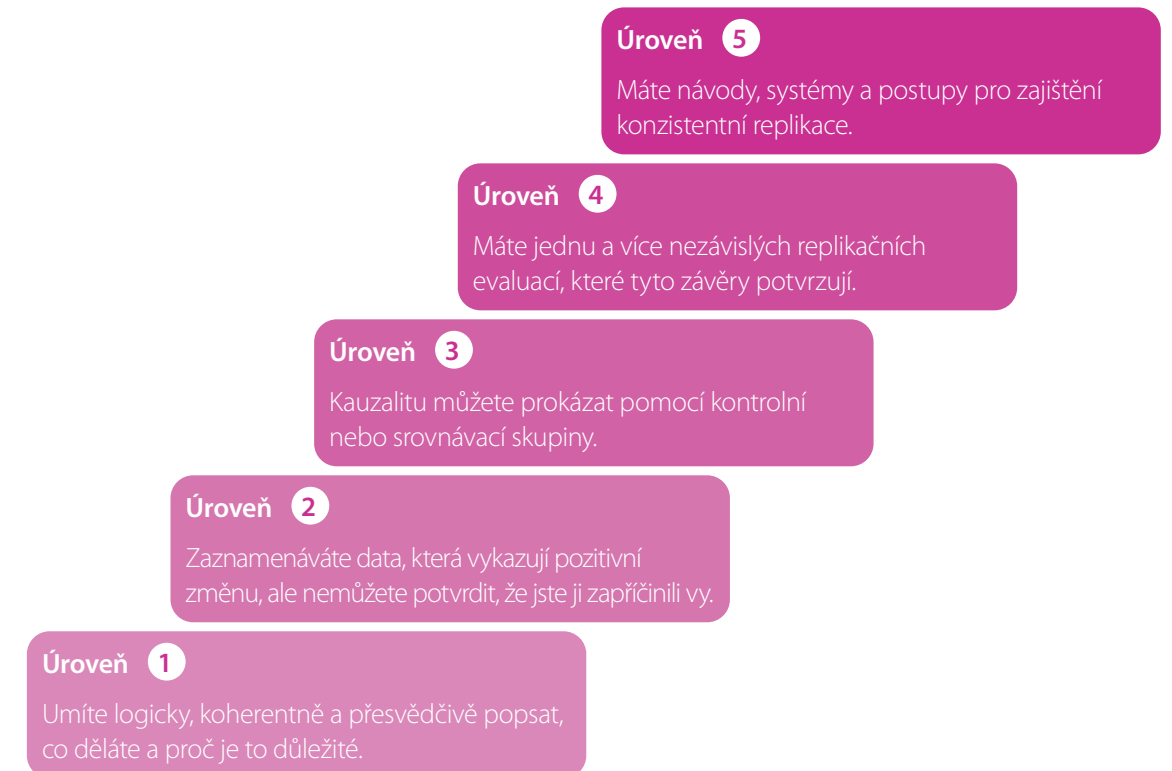 Úroveň 5
Máte návody, systémy a postupy pro zajištění
konzistentní replikace.
Úroveň 4
Máte jednu a více nezávislých replikačních
evaluací, které tyto závěry potvrzují.
Úroveň 3
Kauzalitu můžete prokázat pomocí kontrolní
nebo srovnávací skupiny.
Úroveň 2
Zaznamenáváte data, která vykazují pozitivní
změnu, ale nemůžete potvrdit, že jste ji zapříčinili vy.
Úroveň 1
Umíte logicky, koherentně a přesvědčivě popsat,
co děláte a proč je to důležité.